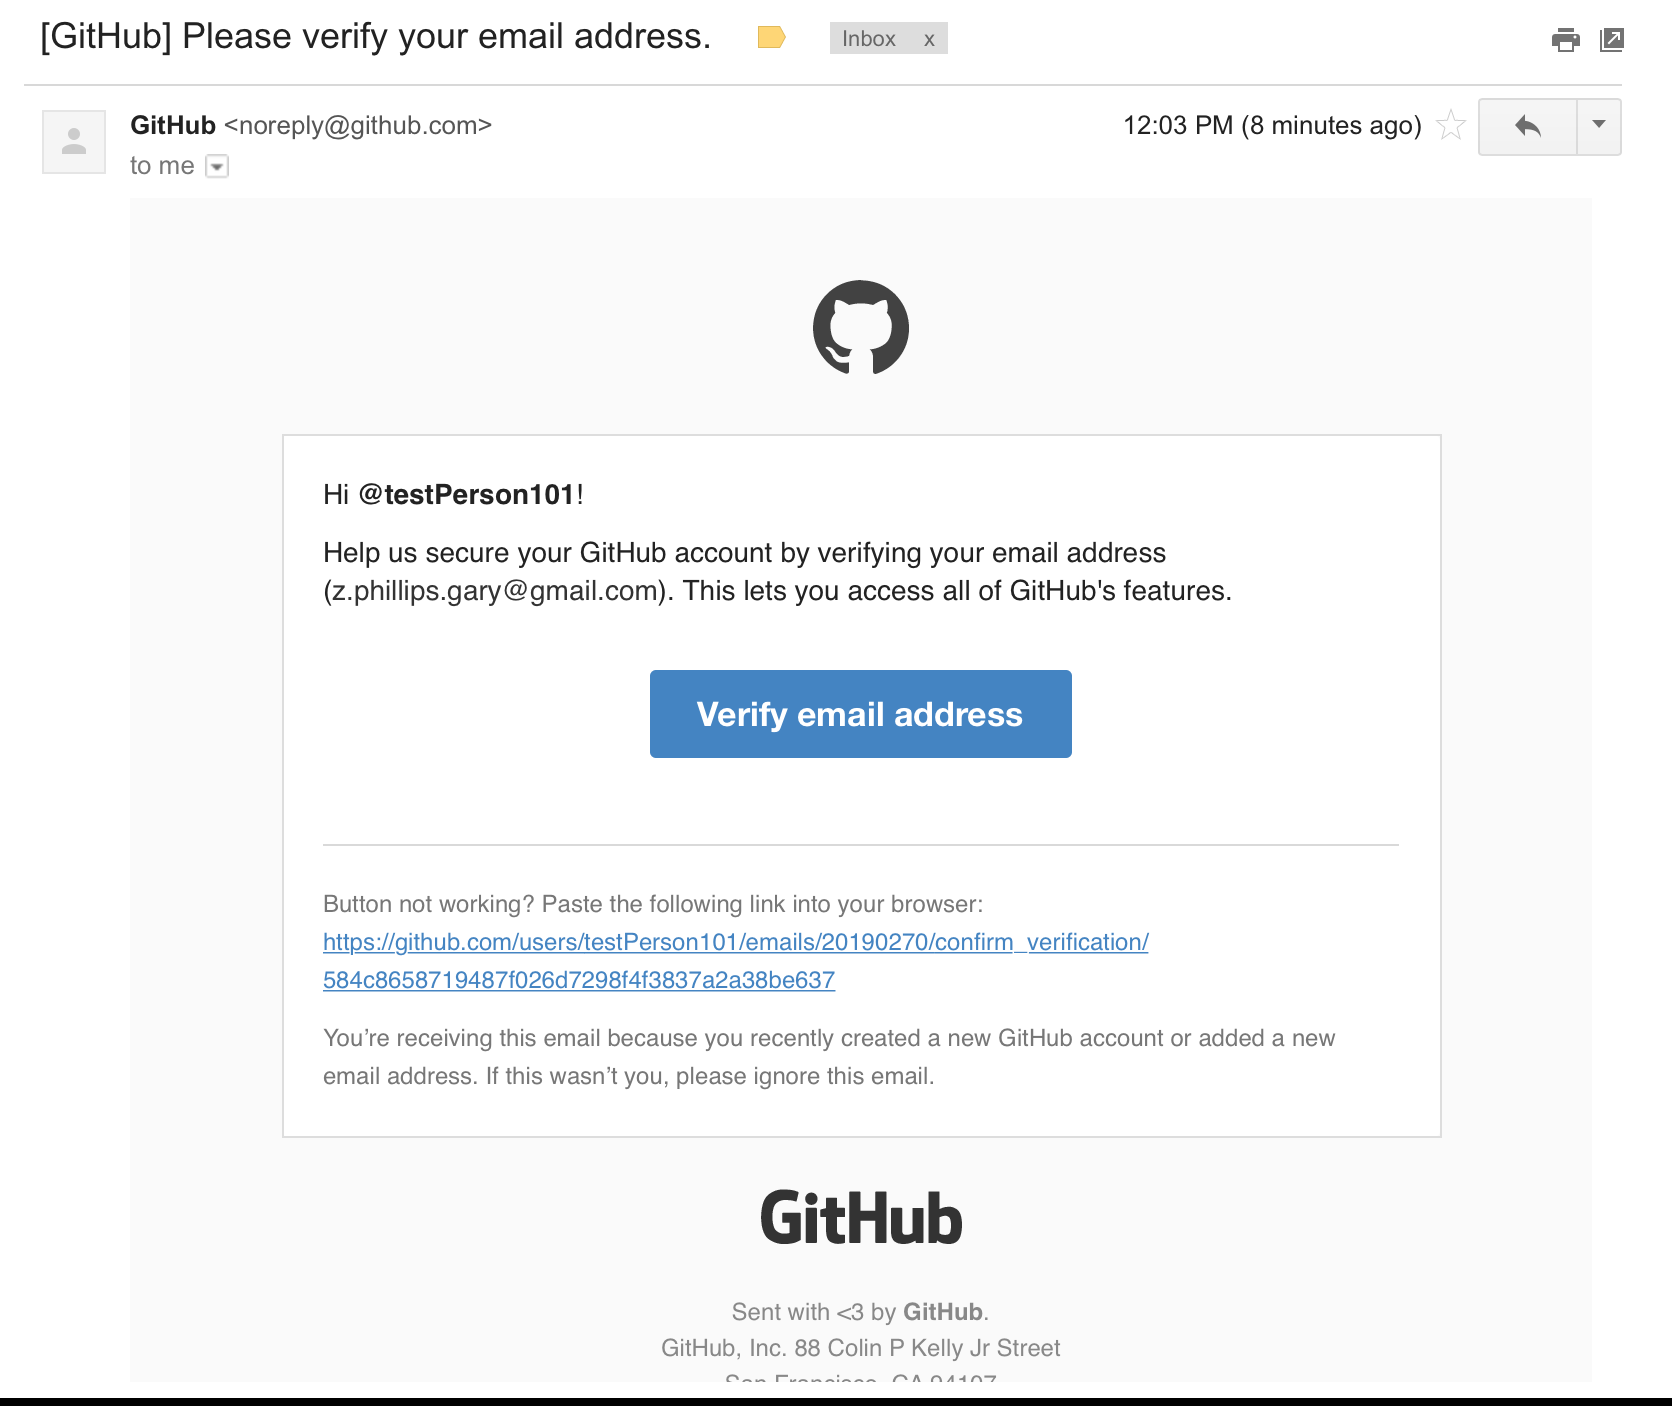 [GitHub] Please verify your email address.
Inbox x
GitHub <noreply@github.com>
12:03 PM (8 minutes ago)
to me
Hi @testPerson101!
Help us secure your GitHub account by verifying your email address
(z.phillips.gary@gmail.com). This lets you access all of GitHub's features.
Verify email address
Button not working? Paste the following link into your browser:
https://github.com/users/testPerson101/emails/20190270/confirm_verification/
584c8658719487f026d7298f4f3837a2a38be637
You’re receiving this email because you recently created a new GitHub account or added a new
email address. If this wasn’t you, please ignore this email.
GitHub
Sent with <3 by GitHub.
GitHub, Inc. 88 Colin P Kelly Jr Street
San Francisco, CA 94107